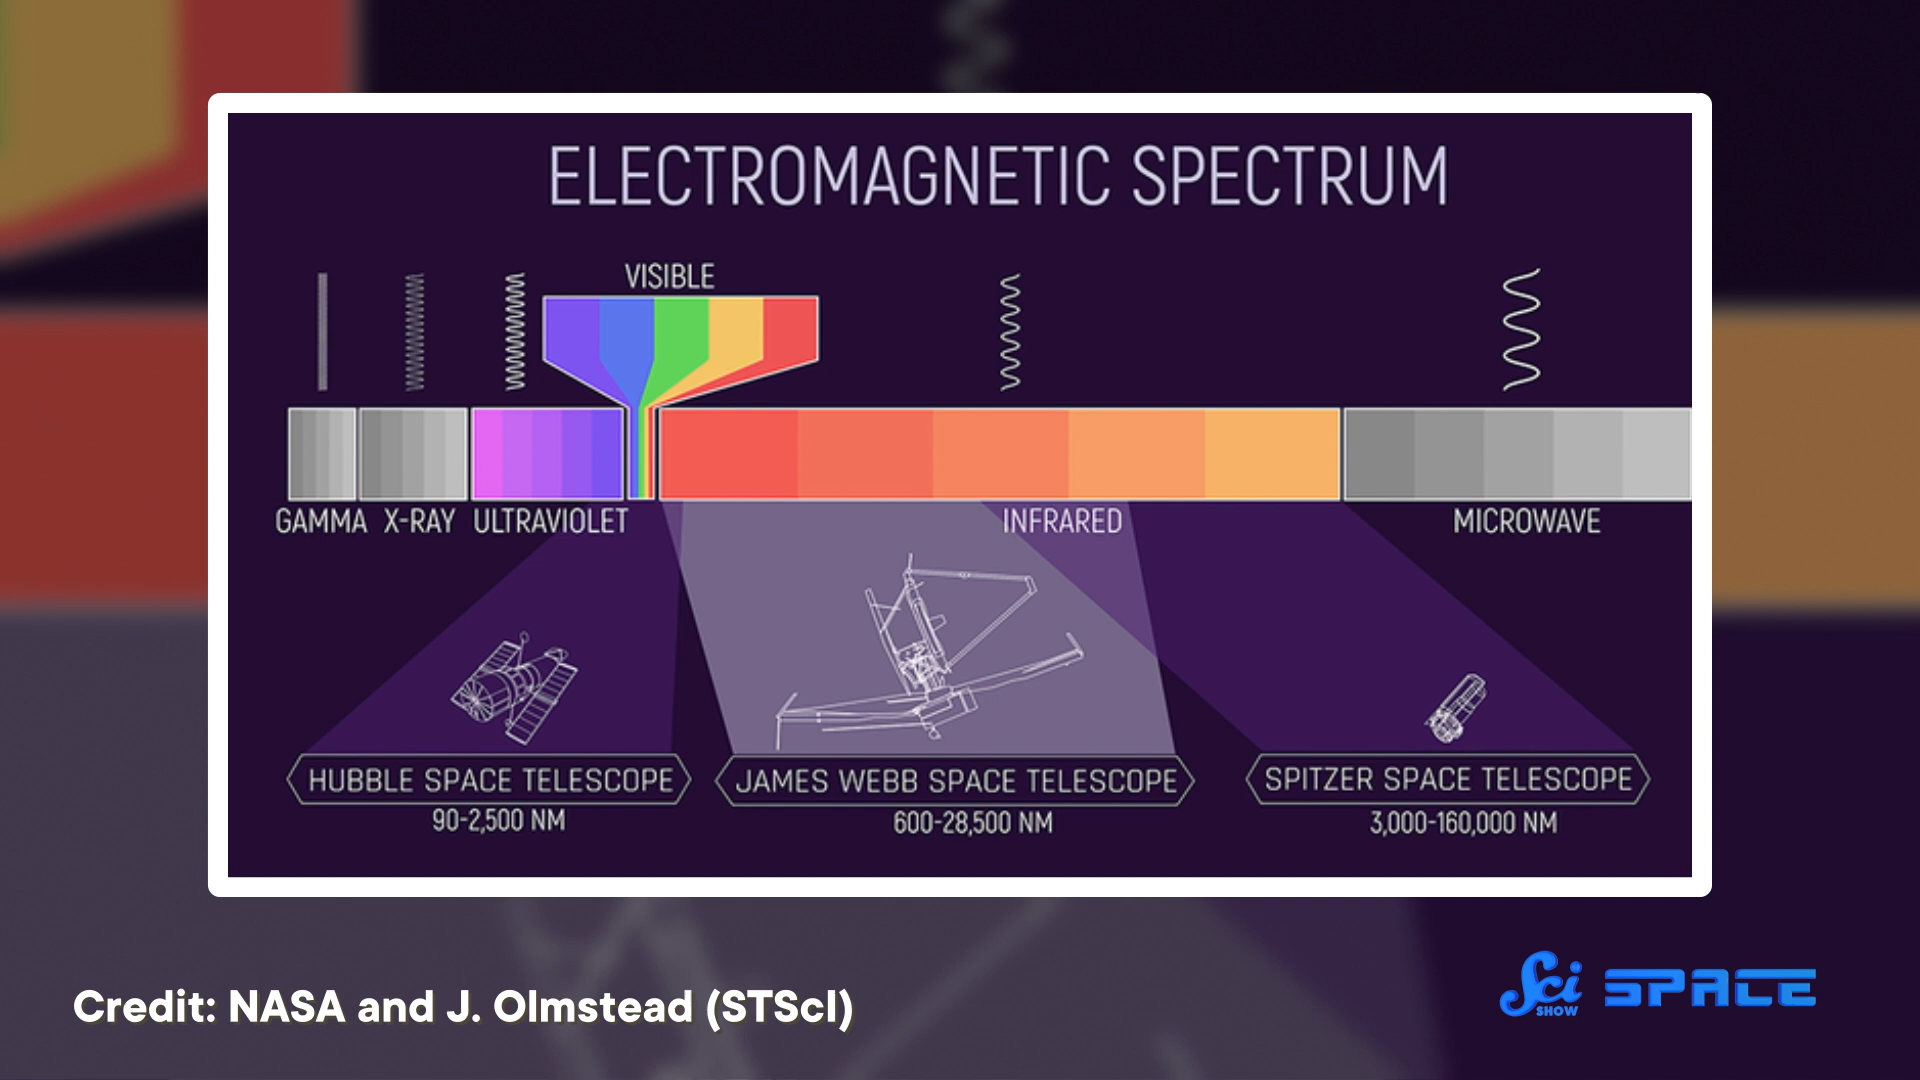 ELECTROMAGNETIC SPECTRUM
VISIBLE
GAMMA
X-RAY
ULTRAVIOLET
INFRARED
MICROWAVE
HUBBLE SPACE TELESCOPE
90-2,500 NM
JAMES WEBB SPACE TELESCOPE
600-28,500 NM
SPITZER SPACE TELESCOPE
3,000-160,000 NM
Credit: NASA and J. Olmstead (STScI)
Sci SHOW SPACE